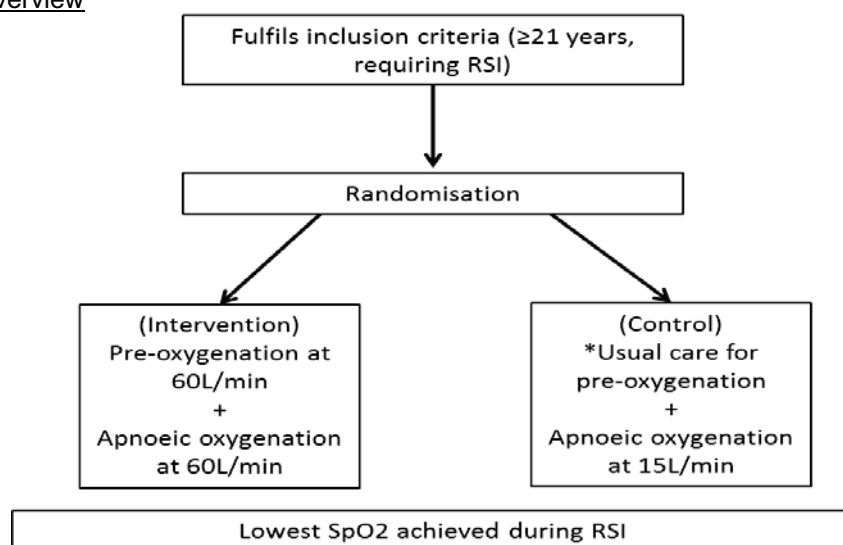 verview
Fulfils inclusion criteria (≥21 years,
requiring RSI)
Randomisation
(Intervention)
Pre-oxygenation at
60L/min
+
Apnoeic oxygenation
at 60L/min
(Control)
*Usual care for
pre-oxygenation
+
Apnoeic oxygenation
at 15L/min
Lowest SpO2 achieved during RSI